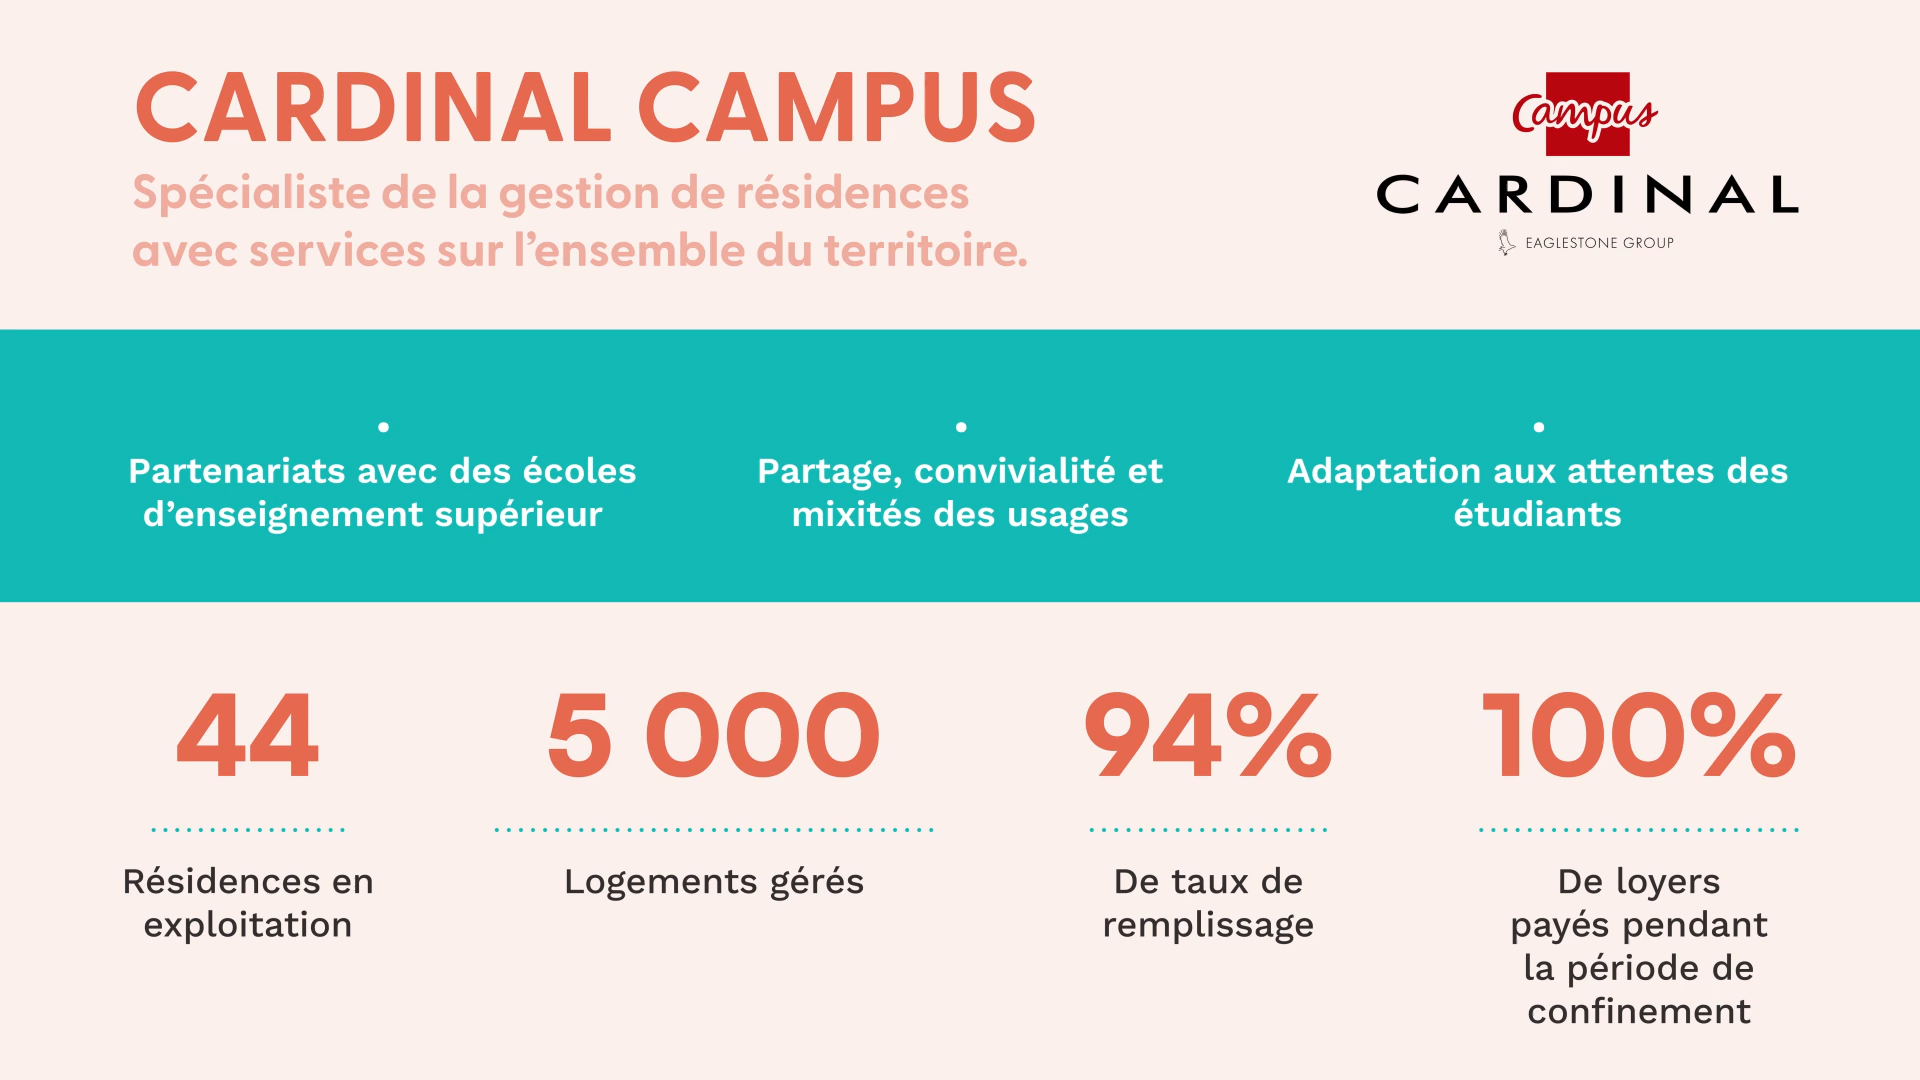 CARDINAL CAMPUS
Spécialiste de la gestion de résidences
avec services sur l’ensemble du territoire.
Campus
CARDINAL
EAGLESTONE GROUP
• Partenariats avec des écoles
d’enseignement supérieur
• Partage, convivialité et
mixités des usages
• Adaptation aux attentes des
étudiants
44
Résidences en
exploitation
5 000
Logements gérés
94%
De taux de
remplissage
100%
De loyers
payés pendant
la période de
confinement